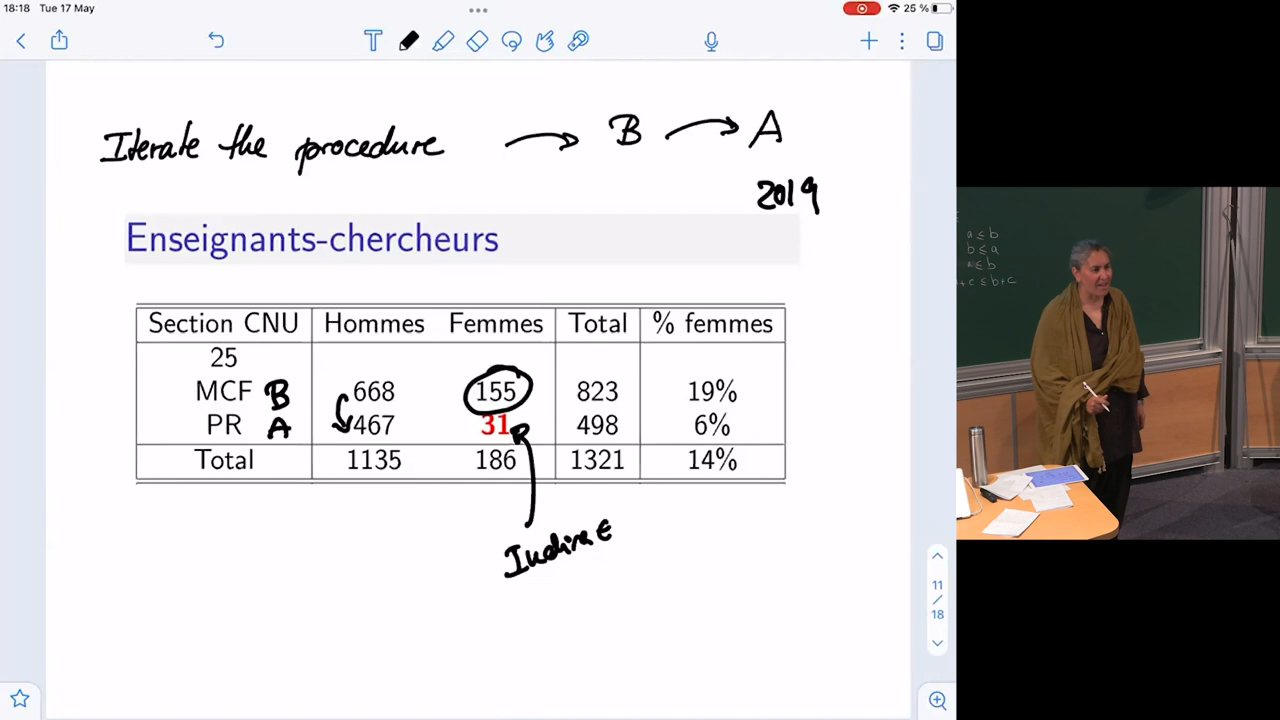 18:18 Tue 17 May
25 %
Iterate the procedure → B → A
2019
Enseignants-chercheurs
Section CNU Hommes Femmes Total % femmes
25
MCF B 668 155 823 19%
PR A 467 31 498 6%
Total 1135 186 1321 14%
11
/
18
a ≤ b
b ≤ a
a ≤ b
+c ≤ b+c